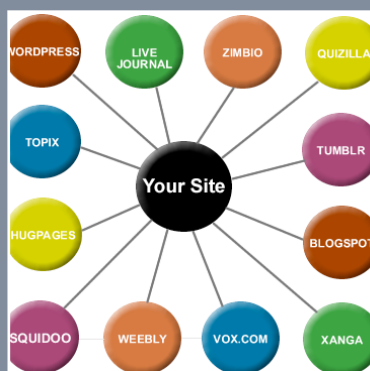 WORDPRESS
LIVE
JOURNAL
ZIMBIO
QUIZILLA
TOPIX
TUMBLR
Your Site
HUGPAGES
BLOGSPOT
SQUIDOO
WEEBLY
VOX.COM
XANGA